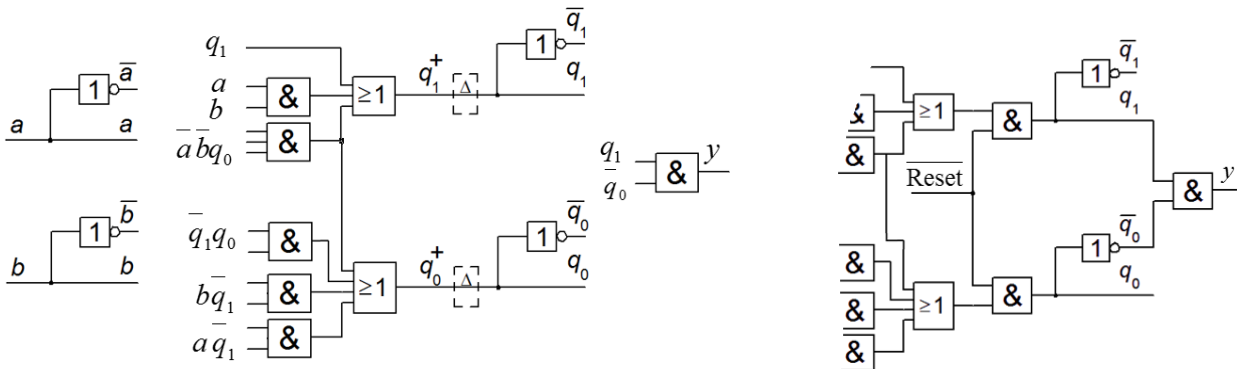 a
1
a̅
a
b
1
b̅
b
q₁
a
b
&
a̅ b̅ q₀
&
≥1
q₁⁺
Δ
1
q̅₁
q₁
q̅₁q₀
&
b q̅₁
&
a q̅₁
&
≥1
q₀⁺
Δ
1
q̅₀
q₀
q₁
q̅₀
&
y
&
&
≥1
&
1
q̅₁
q₁
R̅e̅s̅e̅t̅
&
y
&
&
&
≥1
&
1
q̅₀
q₀